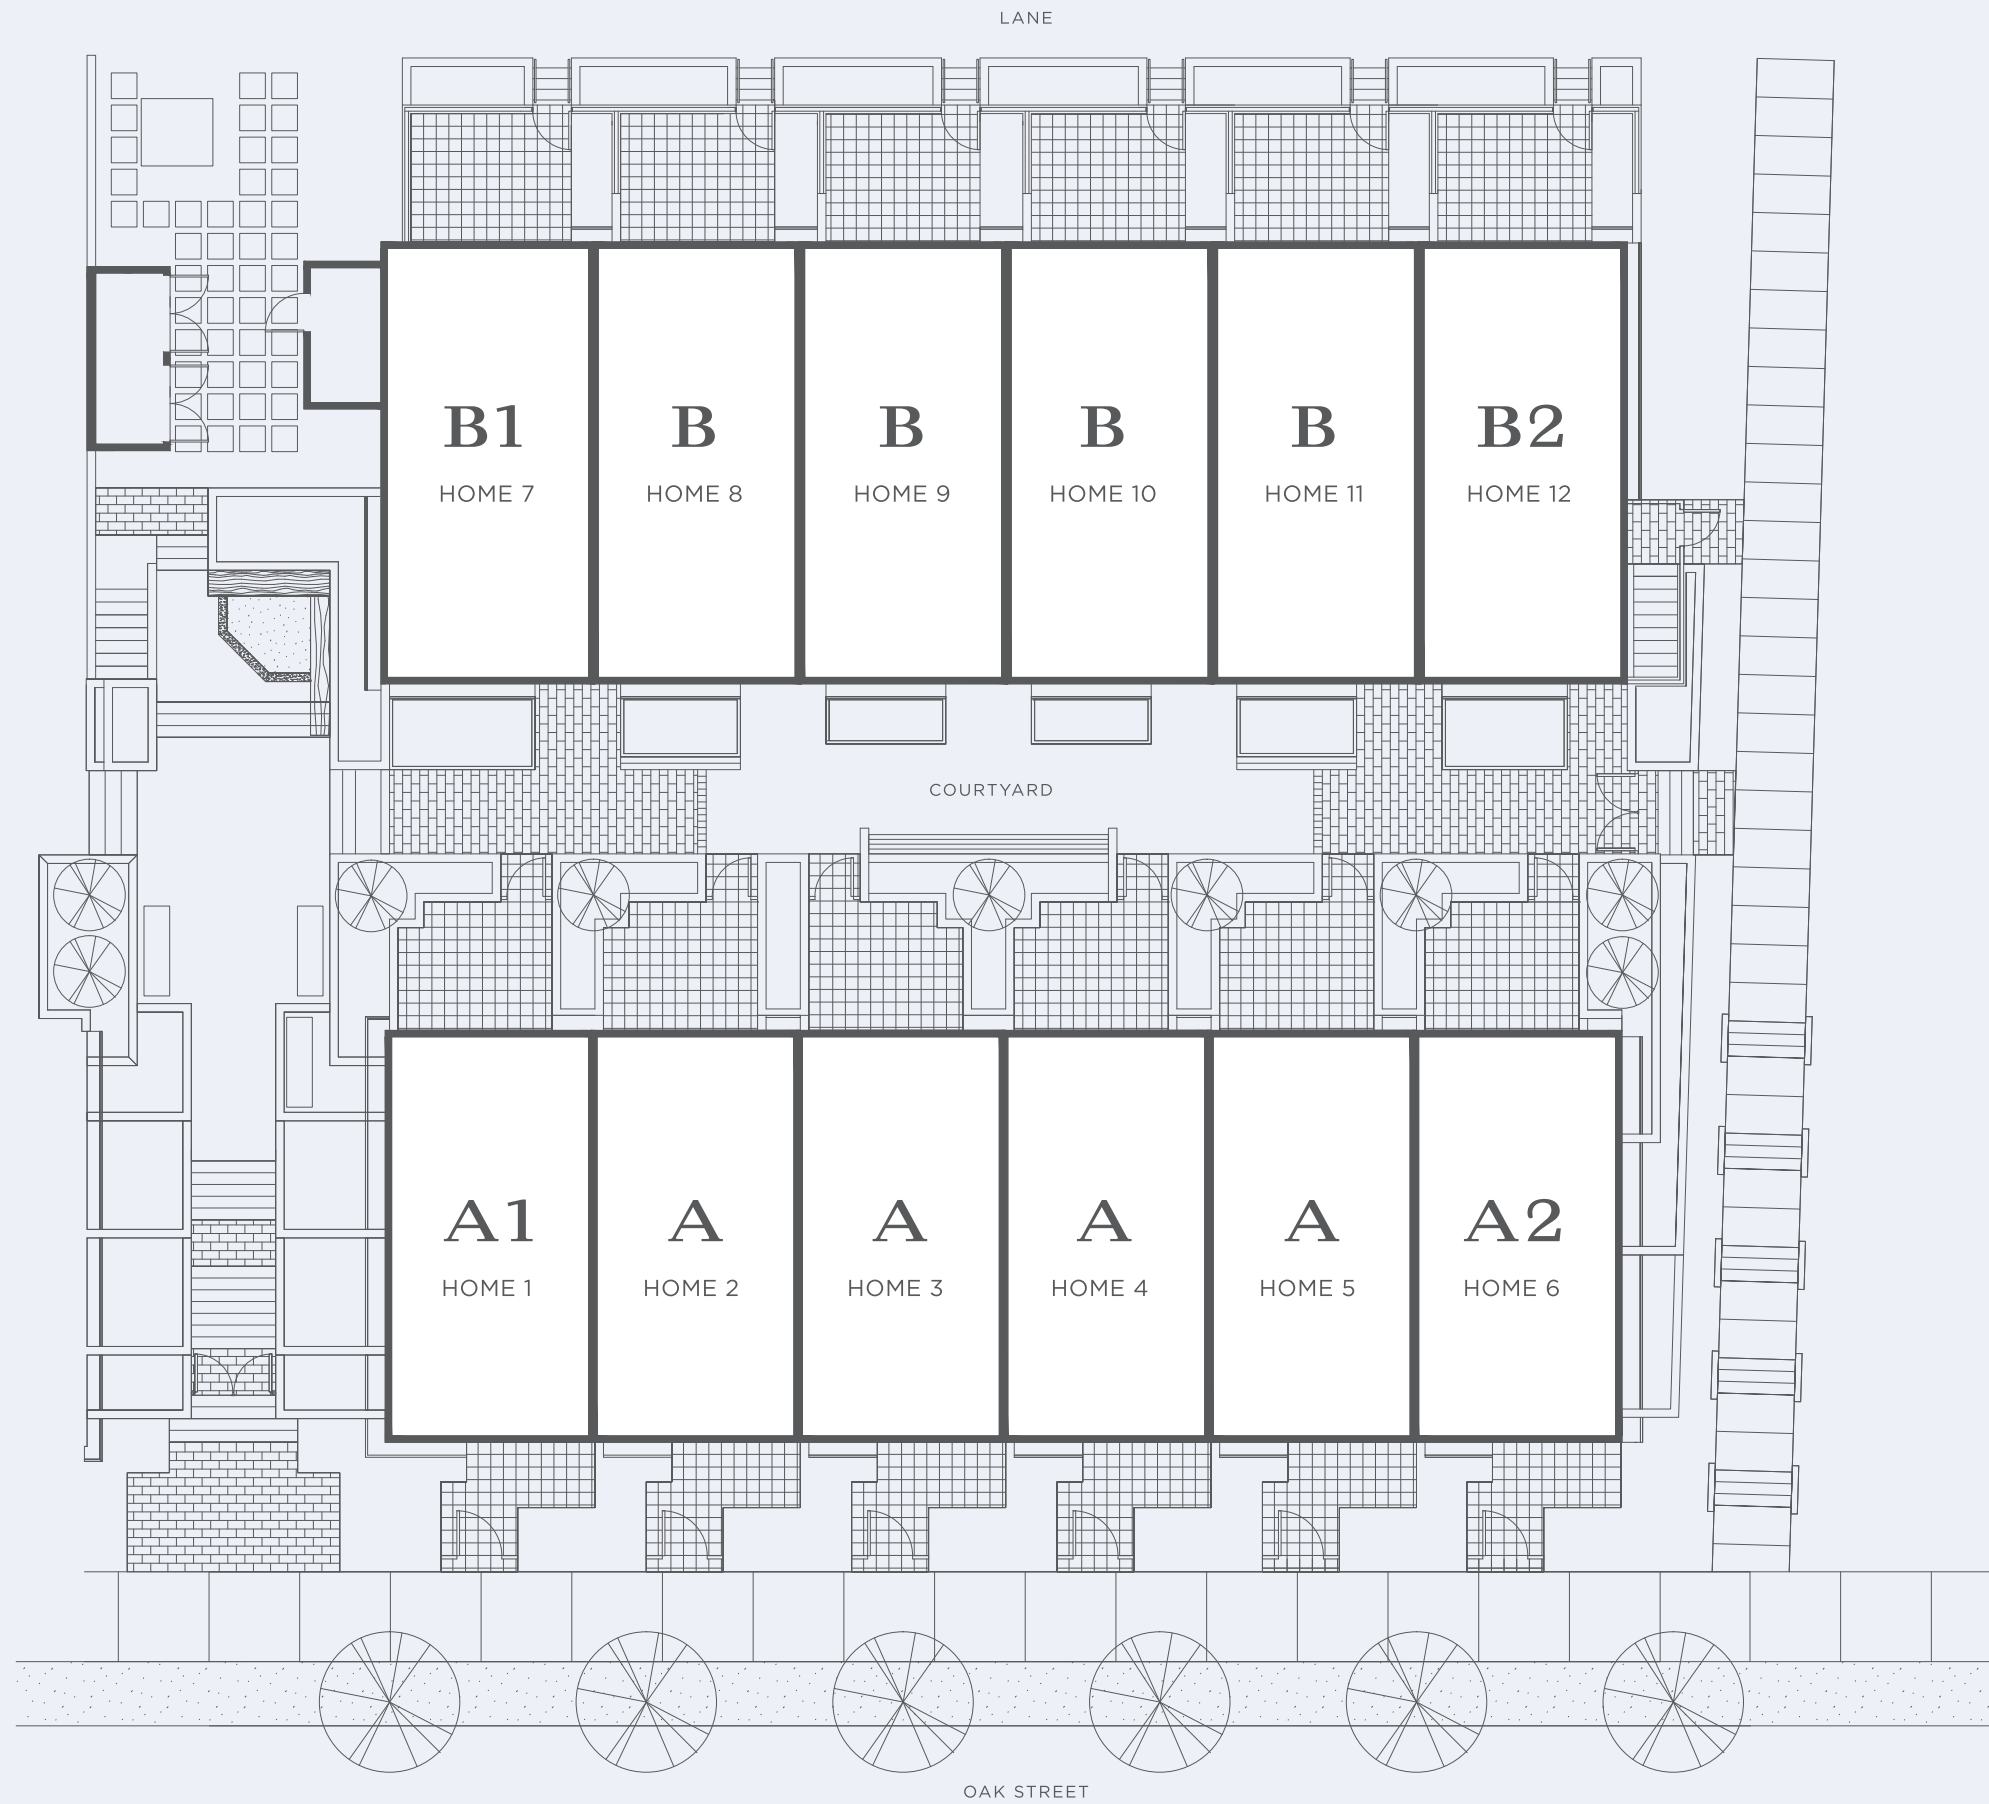 LANE
B1 B B B B B2
HOME 7 HOME 8 HOME 9 HOME 10 HOME 11 HOME 12
COURTYARD
A1 A A A A A2
HOME 1 HOME 2 HOME 3 HOME 4 HOME 5 HOME 6
OAK STREET